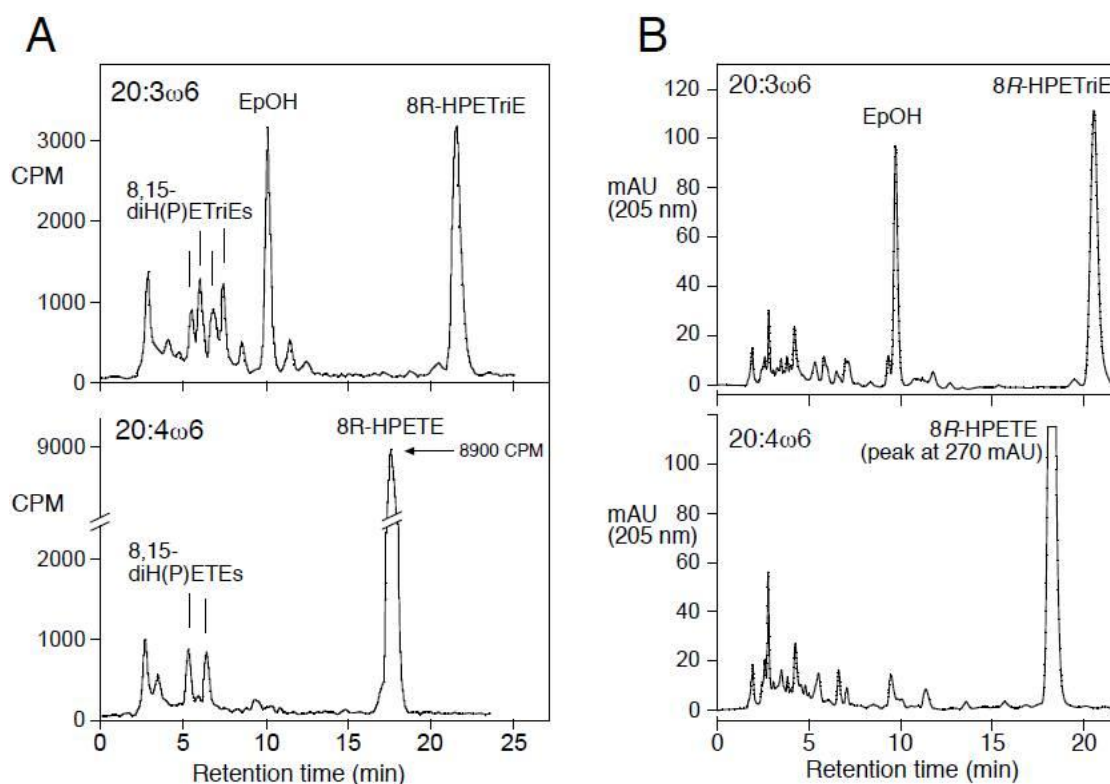 A
20:3ω6
EpOH
8R-HPETriE
3000
CPM
8,15-
diH(P)ETriEs
2000
1000
0
20:4ω6
8R-HPETE
9000
8900 CPM
CPM
2000
8,15-
diH(P)ETEs
1000
0
0 5 10 15 20 25
Retention time (min)
B
120
20:3ω6
8R-HPETriE
EpOH
100
mAU
(205 nm)
80
60
40
20
0
20:4ω6
8R-HPETE
(peak at 270 mAU)
100
mAU
(205 nm)
80
60
40
20
0
0 5 10 15 20
Retention time (min)